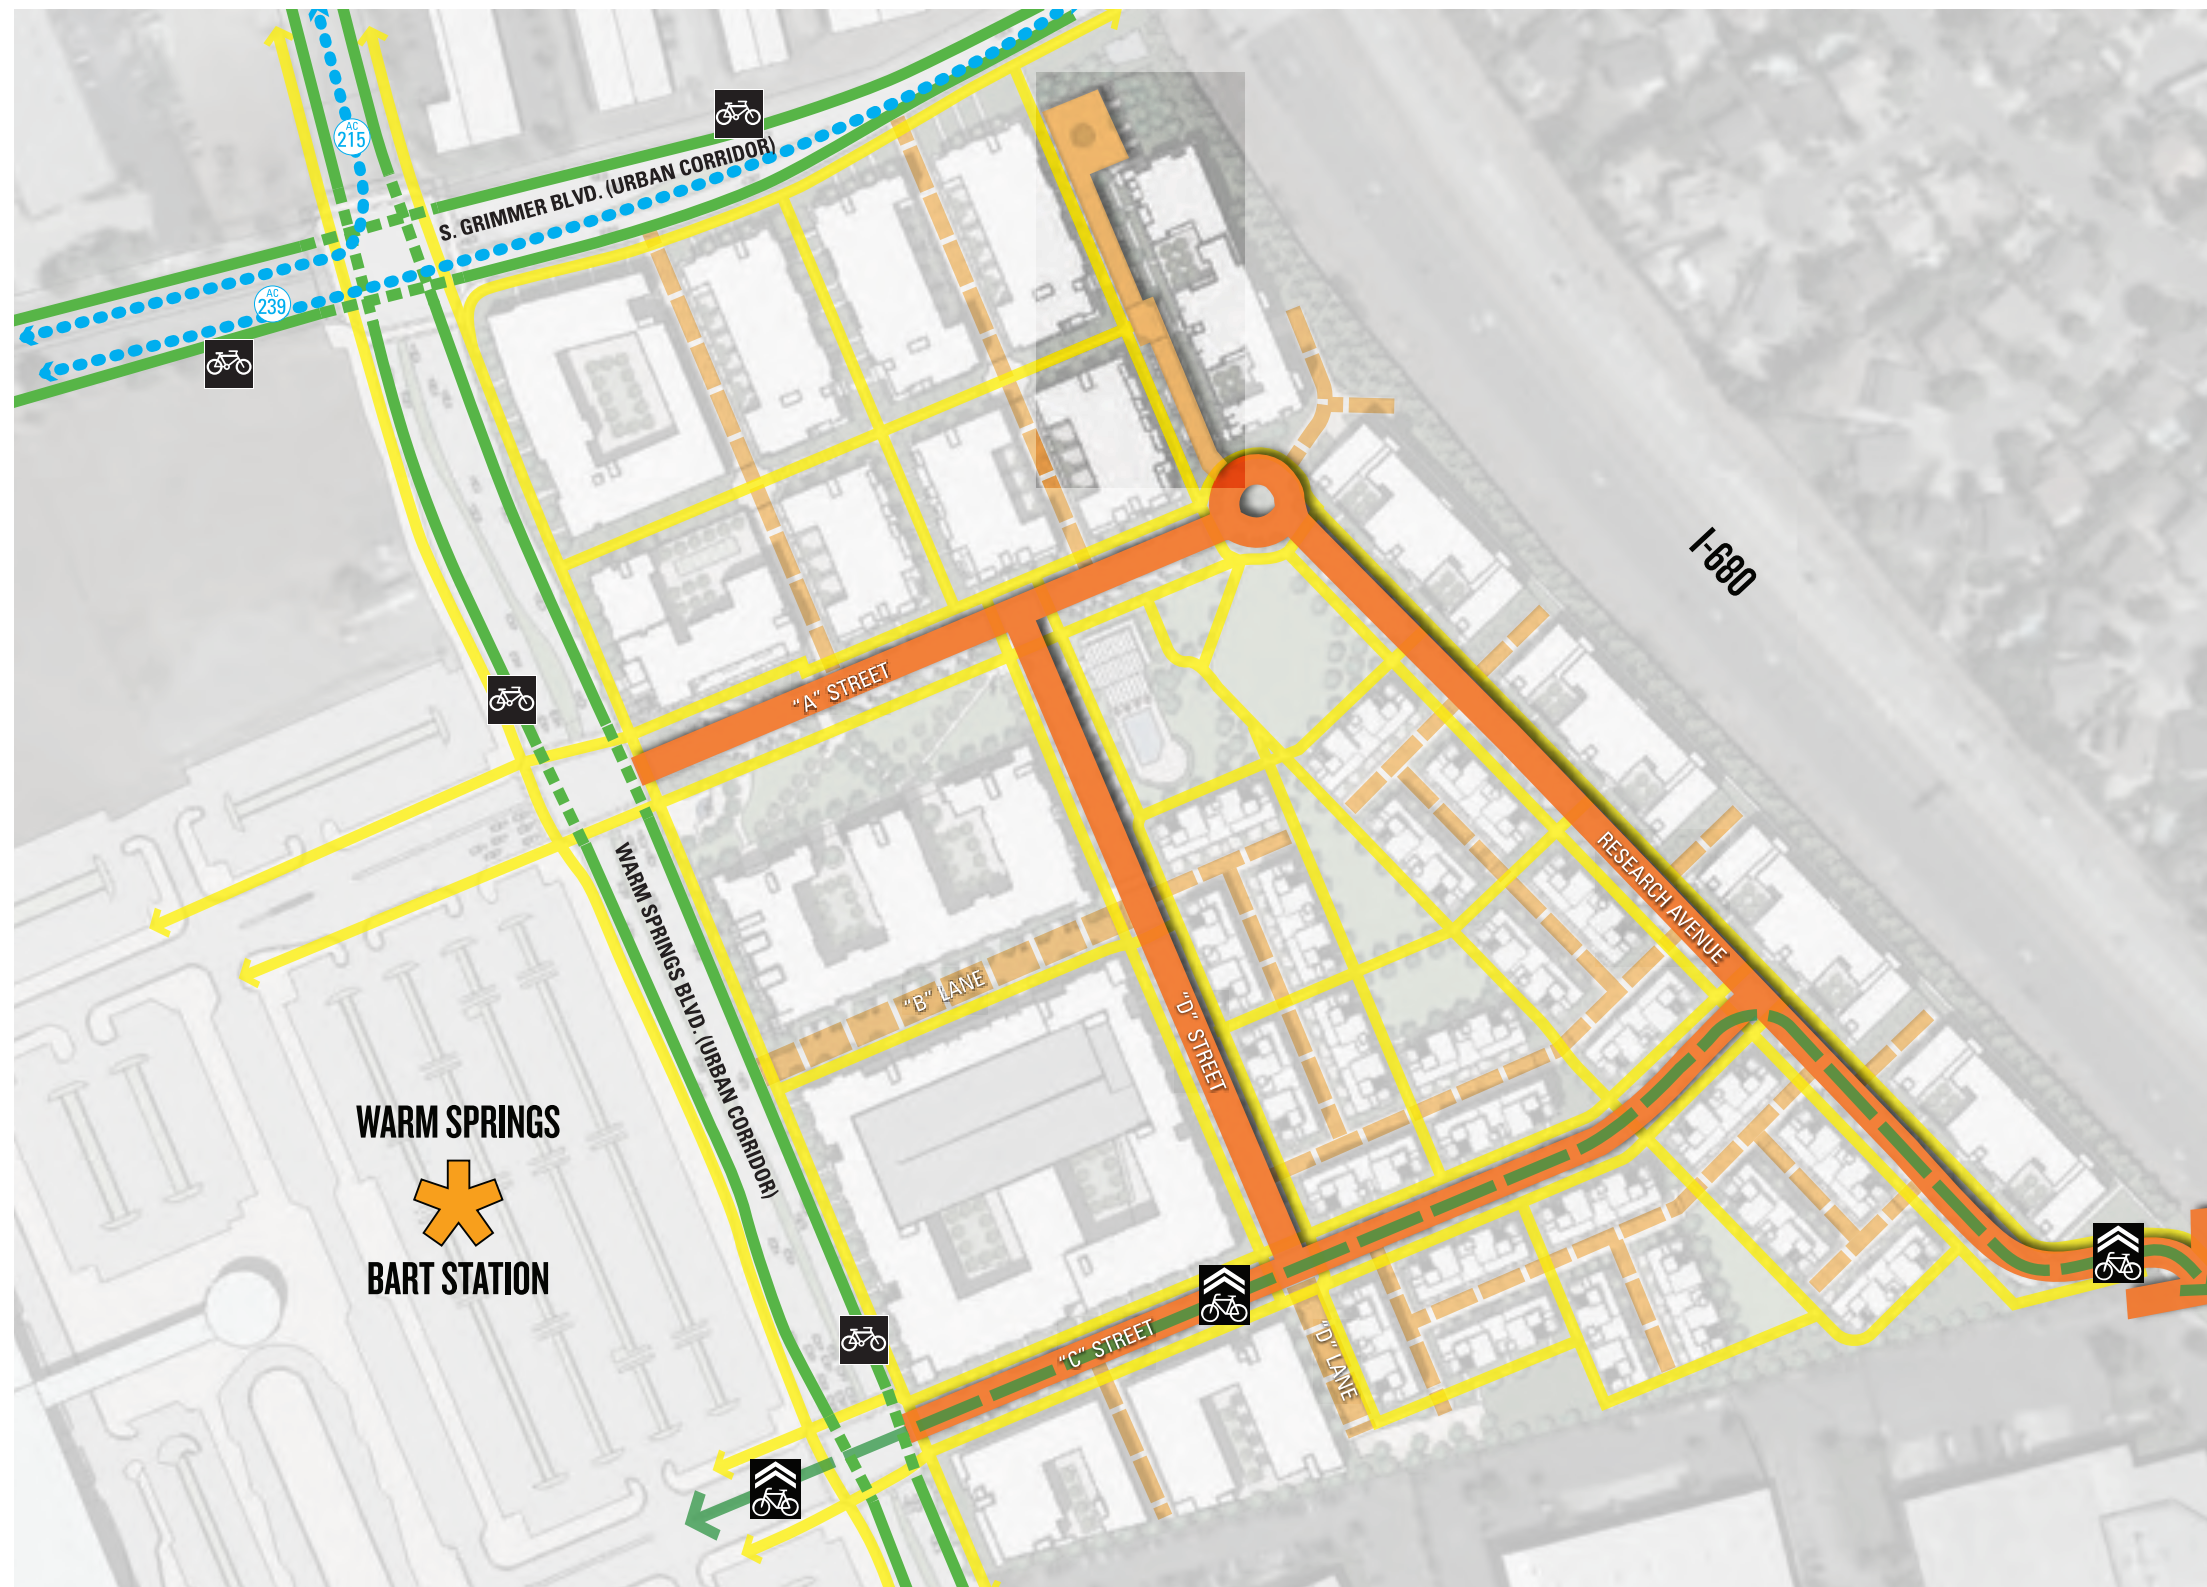 AC
215
S. GRIMMER BLVD. (URBAN CORRIDOR)
AC
239
I-680
"A" STREET
RESEARCH AVENUE
WARM SPRINGS BLVD. (URBAN CORRIDOR)
"B" LANE
"D" STREET
WARM SPRINGS
BART STATION
"C" STREET
"D" LANE